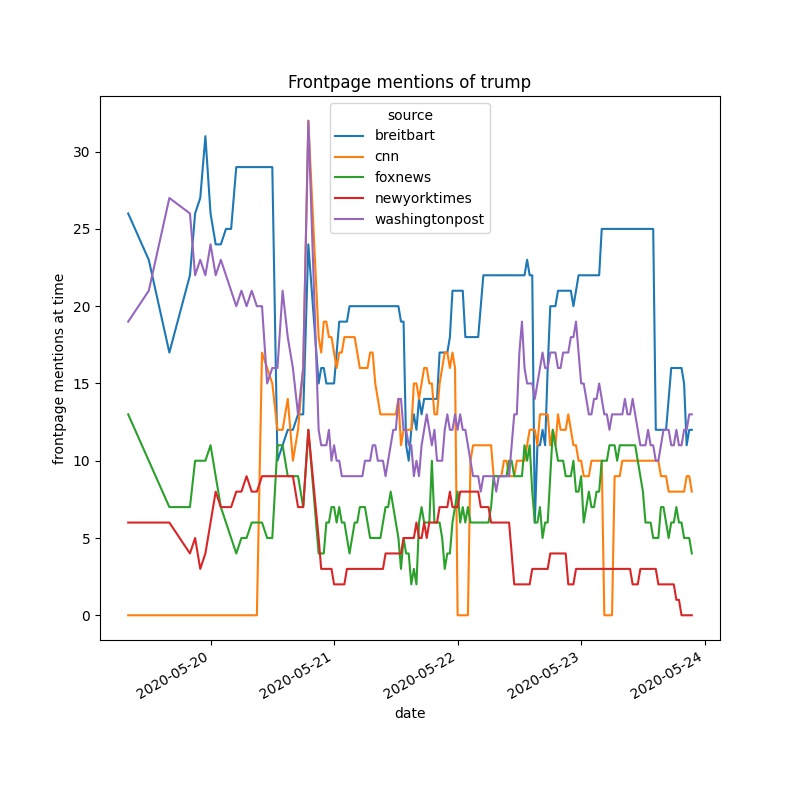 Frontpage mentions of trump
source
breitbart
cnn
foxnews
newyorktimes
washingtonpost
frontpage mentions at time
30
25
20
15
10
5
0
2020-05-20
2020-05-21
2020-05-22
2020-05-23
2020-05-24
date